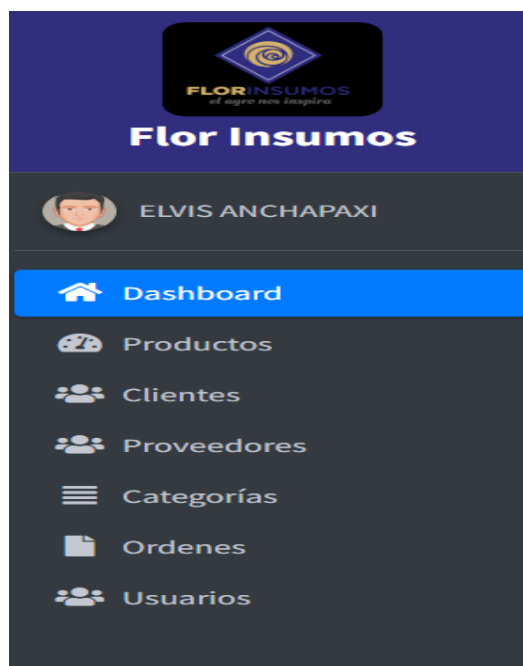 FLORINSUMOS
el agro nos inspira
Flor Insumos
ELVIS ANCHAPAXI
Dashboard
Productos
Clientes
Proveedores
Categorías
Ordenes
Usuarios